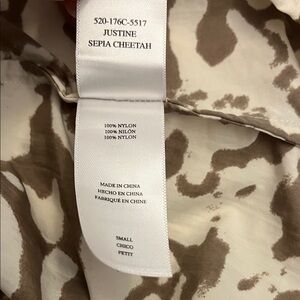 520-176C-5517
JUSTINE
SEPIA CHEETAH
100% NYLON
100% NILÓN
100% NYLON
MADE IN CHINA
HECHO EN CHINA
FABRIQUÉ EN CHINE
SMALL
CHICO
PETIT